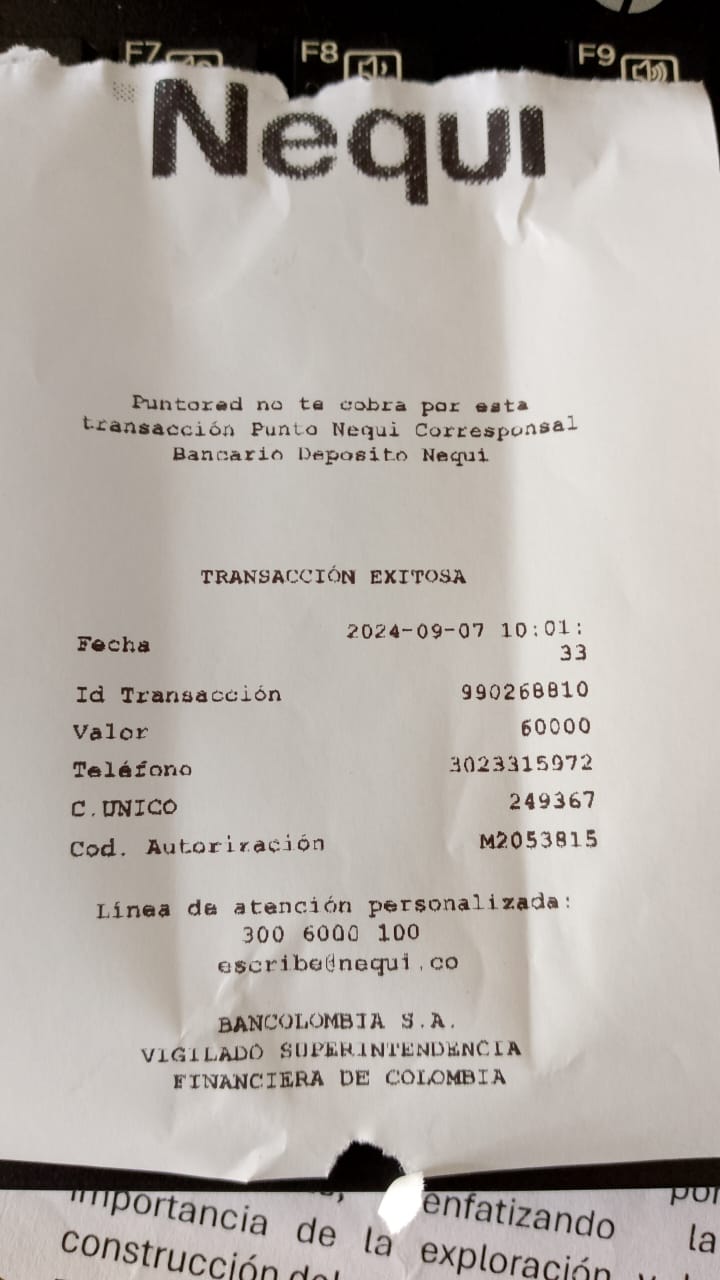 F7 F8 F9
Nequi
Puntored no te cobra por esta
transacción Punto Nequi Corresponsal
Bancario Deposito Nequi
TRANSACCIÓN EXITOSA
Fecha 2024-09-07 10:01:
33
Id Transacción 990268810
Valor 60000
Teléfono 3023315972
C.UNICO 249367
Cod. Autorización M2053815
Línea de atención personalizada:
300 6000 100
escribe@nequi.co
BANCOLOMBIA S.A.
VIGILADO SUPERINTENDENCIA
FINANCIERA DE COLOMBIA
importancia de la enfatizando la
construcción exploración